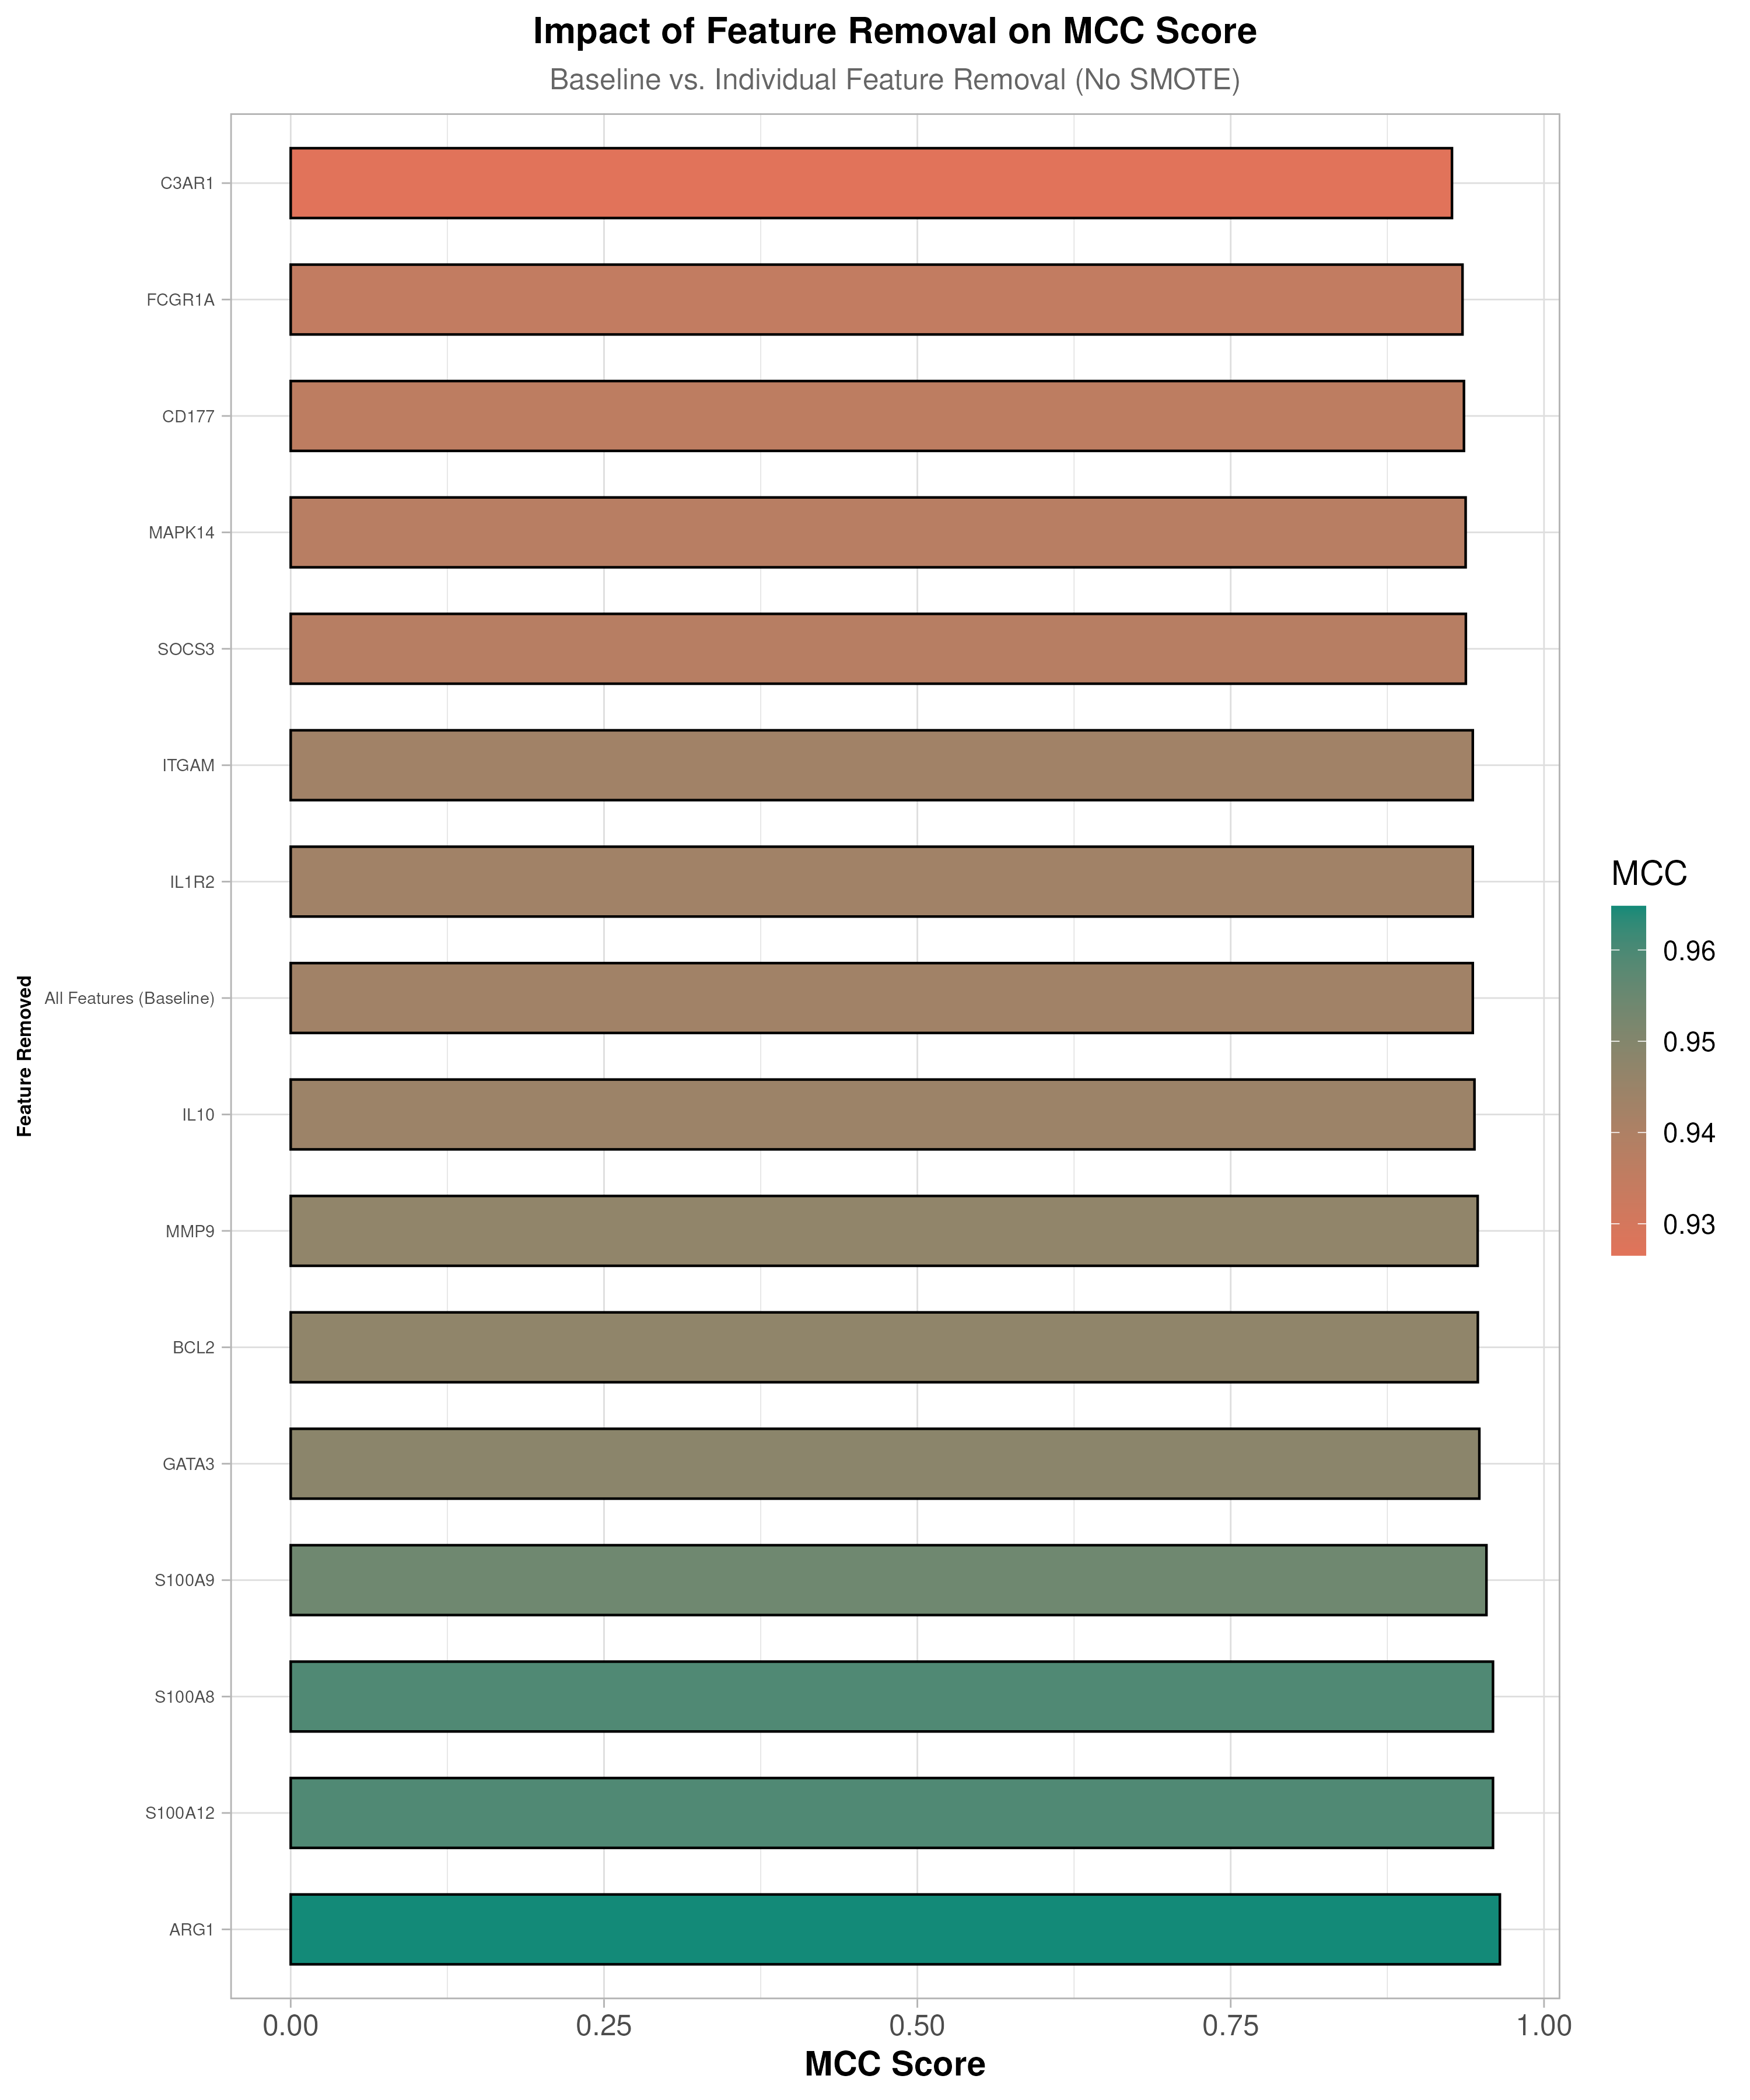 Impact of Feature Removal on MCC Score
Baseline vs. Individual Feature Removal (No SMOTE)
Feature Removed
C3AR1
FCGR1A
CD177
MAPK14
SOCS3
ITGAM
IL1R2
All Features (Baseline)
IL10
MMP9
BCL2
GATA3
S100A9
S100A8
S100A12
ARG1
0.00 0.25 0.50 0.75 1.00
MCC Score
MCC
0.96
0.95
0.94
0.93